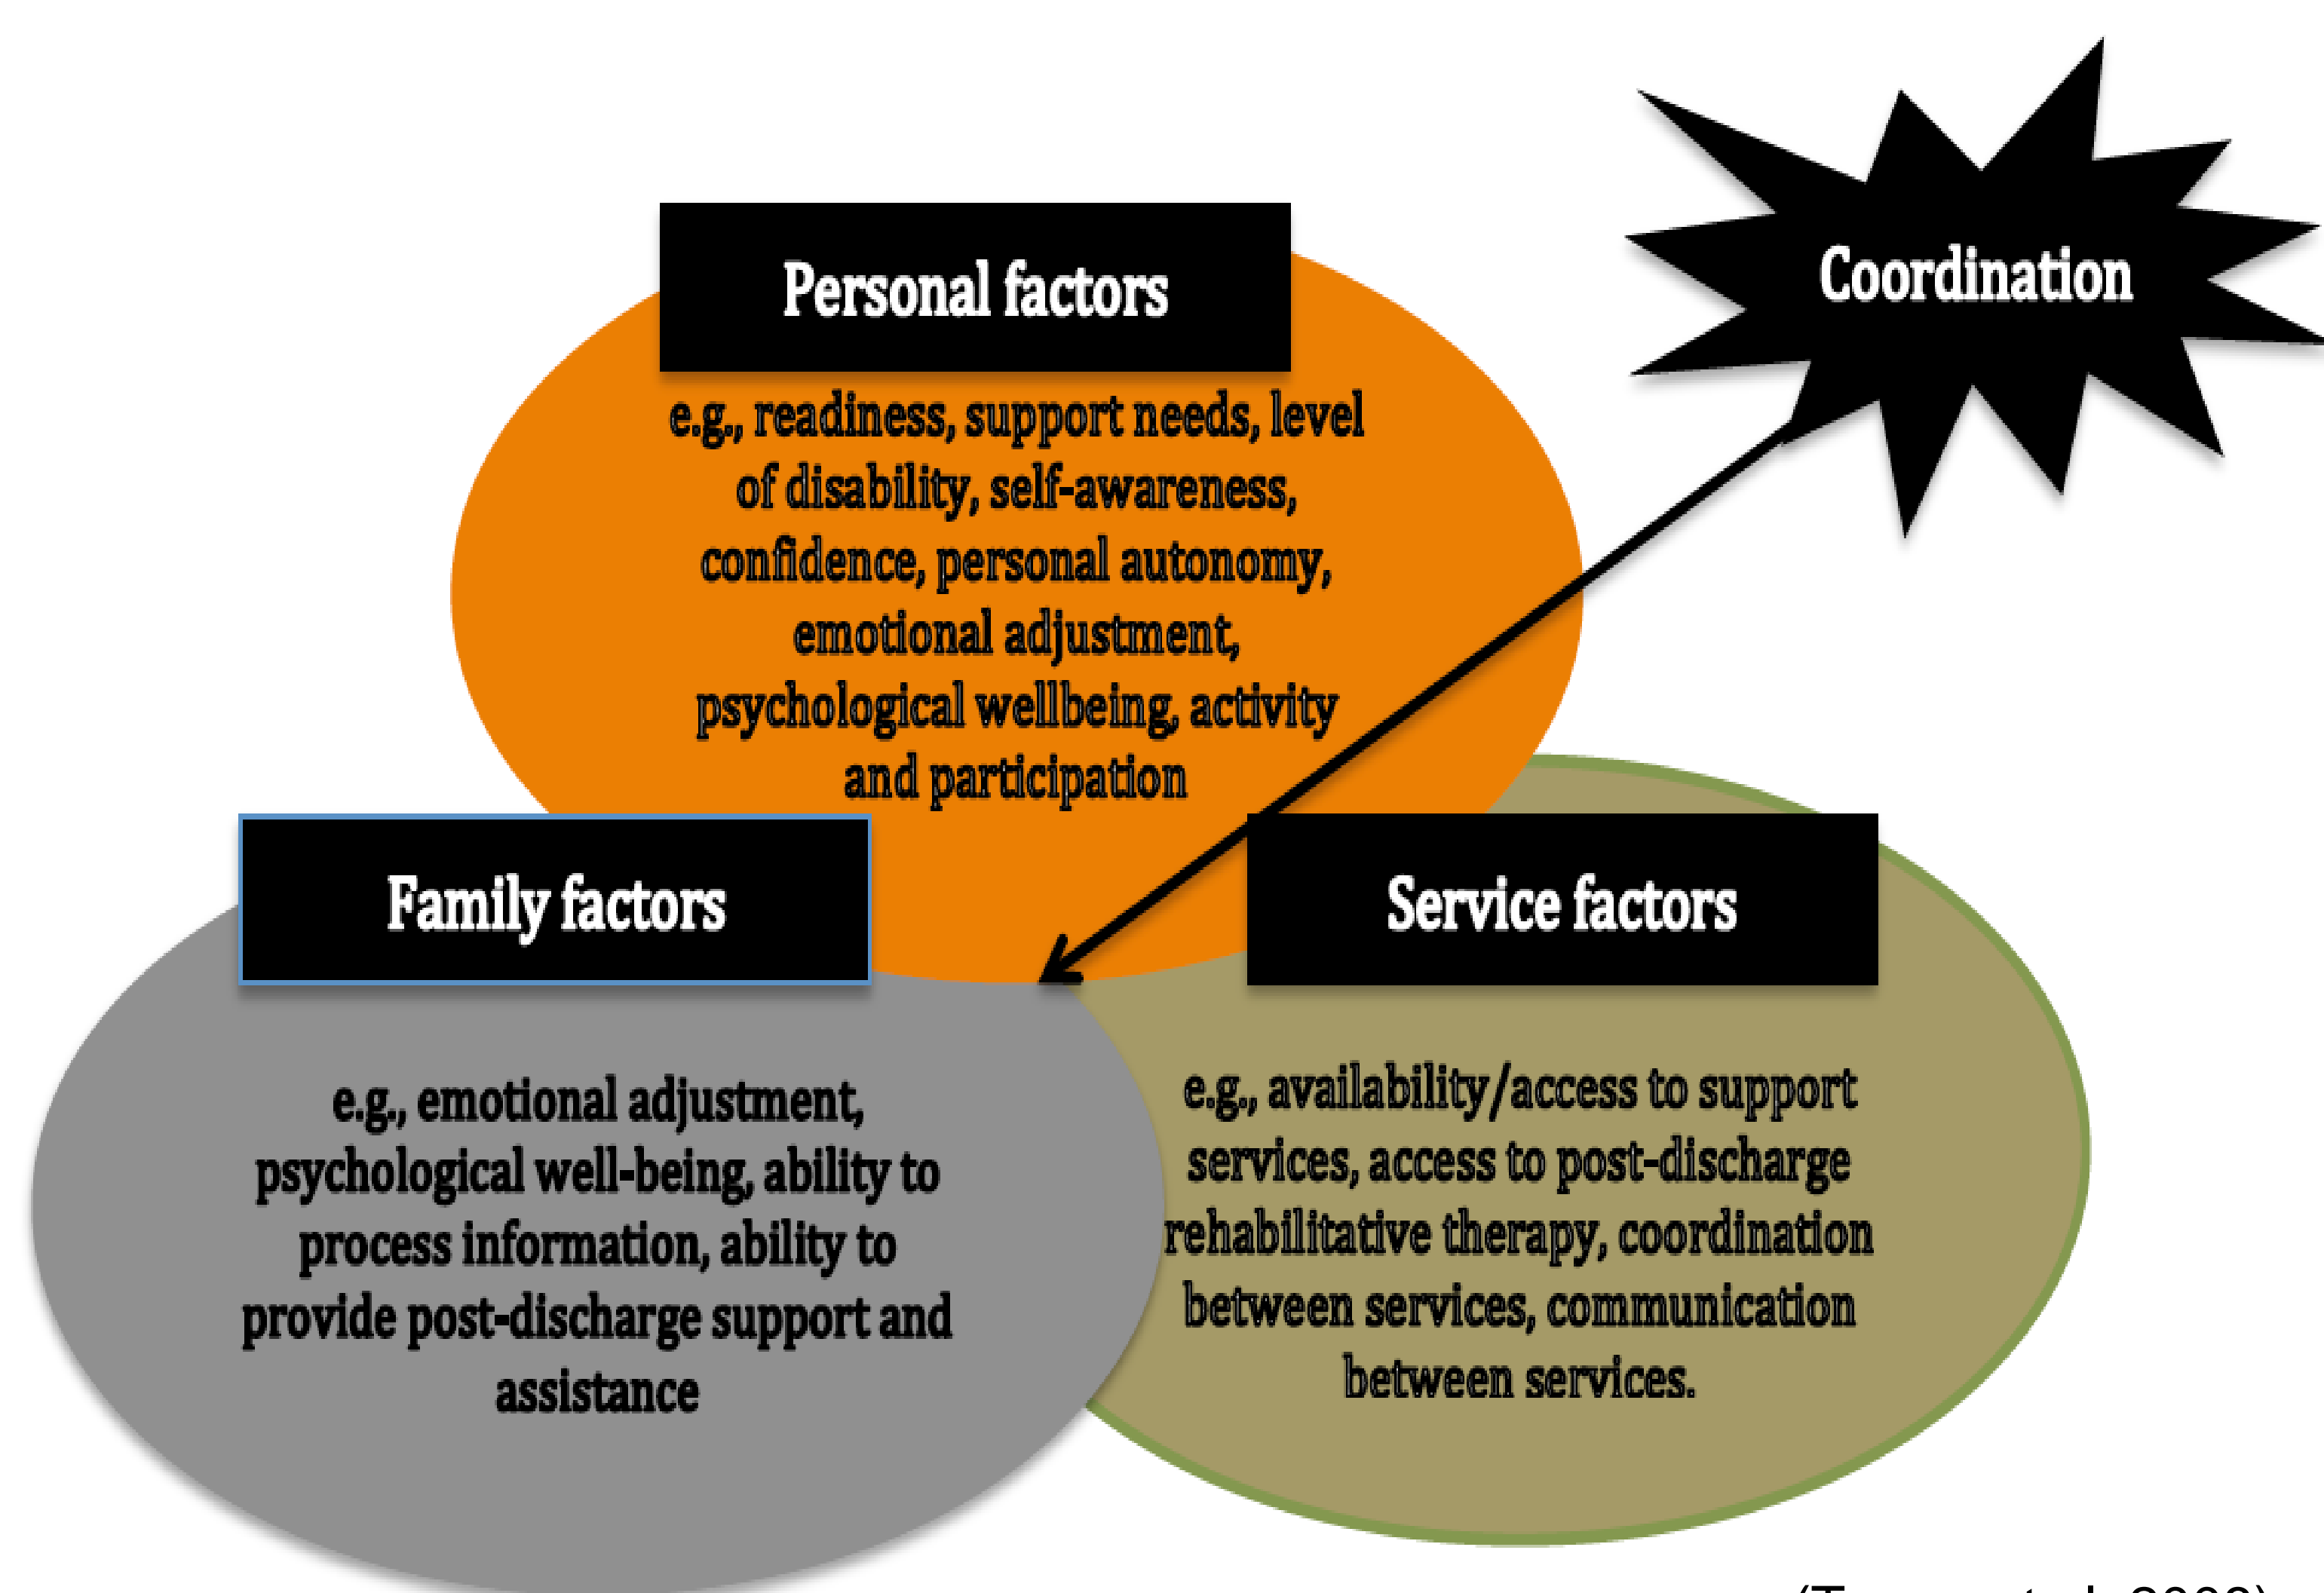 Coordination
Personal factors
e.g., readiness, support needs, level
of disability, self-awareness,
confidence, personal autonomy,
emotional adjustment,
psychological wellbeing, activity
and participation
Family factors
e.g., emotional adjustment,
psychological well-being, ability to
process information, ability to
provide post-discharge support and
assistance
Service factors
e.g., availability/access to support
services, access to post-discharge
rehabilitative therapy, coordination
between services, communication
between services.